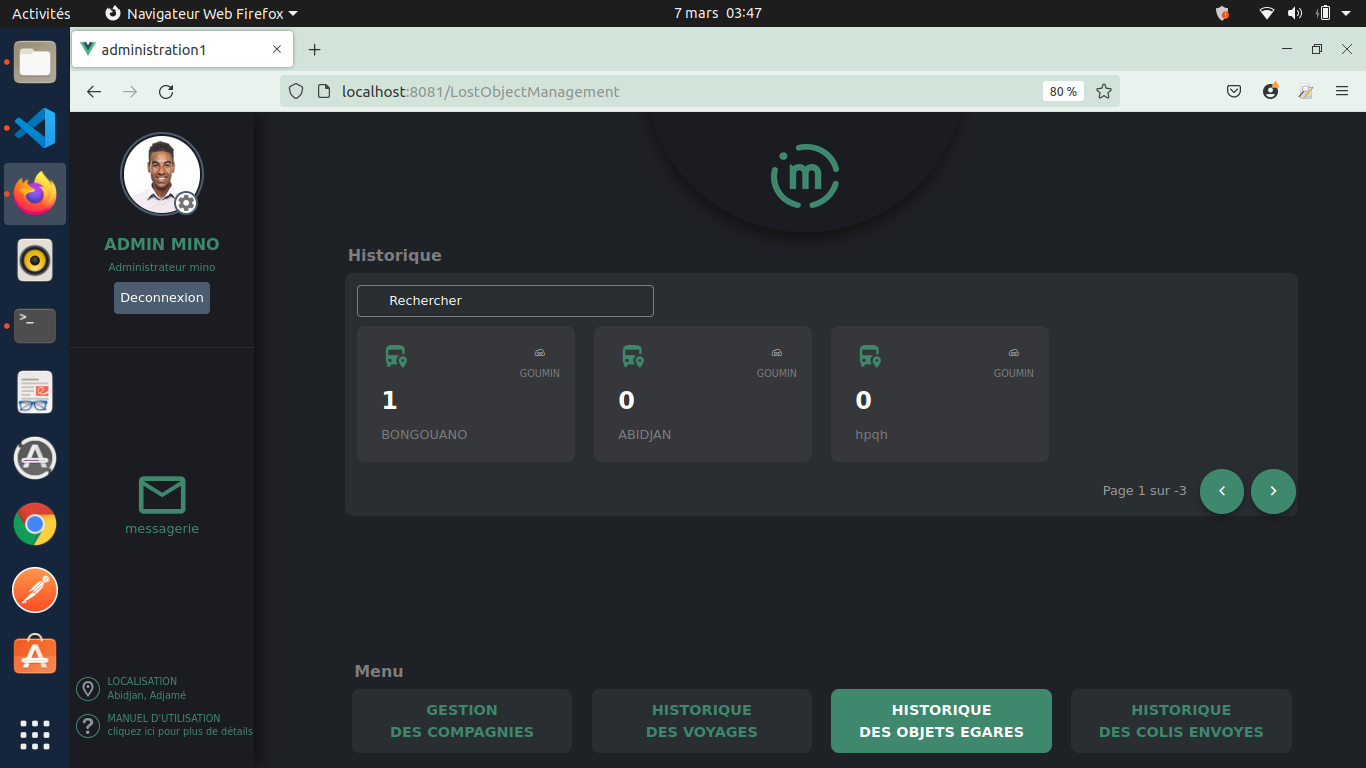 Activités
Navigateur Web Firefox
7 mars 03:47
administration1
localhost:8081/LostObjectManagement
80 %
m
ADMIN MINO
Administrateur mino
Deconnexion
messagerie
LOCALISATION
Abidjan, Adjamé
MANUEL D'UTILISATION
cliquez ici pour plus de détails
Historique
Rechercher
GOUMIN
1
BONGOUANO
GOUMIN
0
ABIDJAN
GOUMIN
0
hpqh
Page 1 sur -3
Menu
GESTION
DES COMPAGNIES
HISTORIQUE
DES VOYAGES
HISTORIQUE
DES OBJETS EGARES
HISTORIQUE
DES COLIS ENVOYES